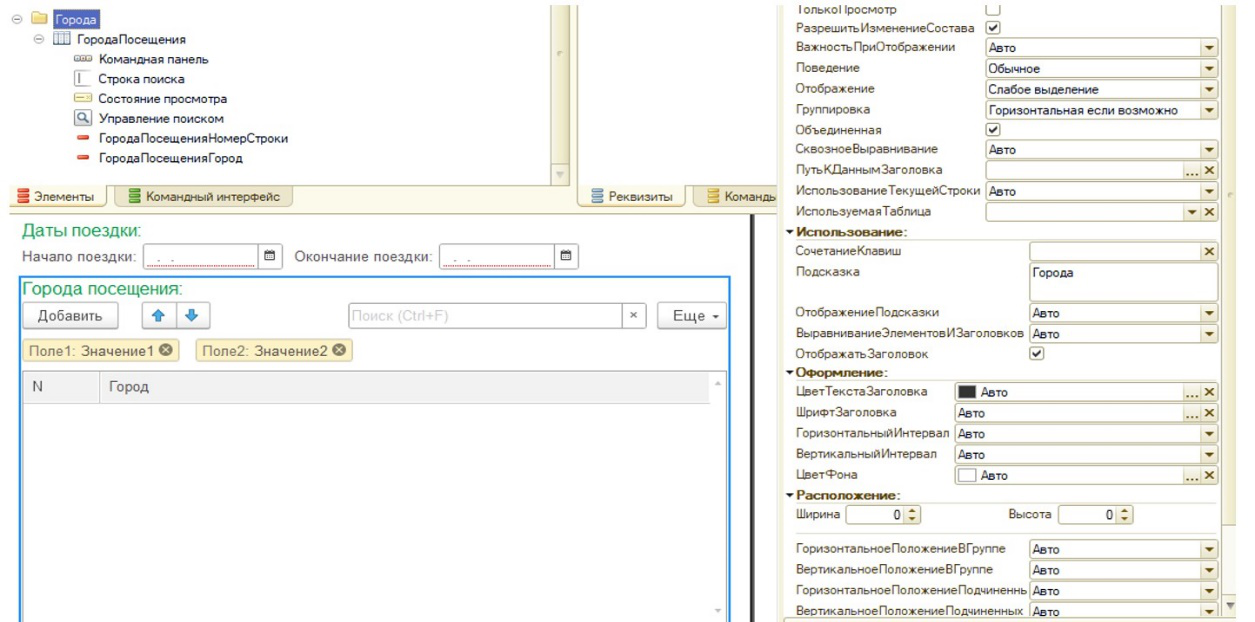 Города
ГородаПосещения
Командная панель
Строка поиска
Состояние просмотра
Управление поиском
ГородаПосещенияНомерСтроки
ГородаПосещенияГород
Элементы
Командный интерфейс
Реквизиты
Команды
Даты поездки:
Начало поездки: . .
Окончание поездки: . .
Города посещения:
Добавить
Поиск (Ctrl+F)
×
Еще
Поле1: Значение1
Поле2: Значение2
N Город
ТолькоПросмотр
РазрешитьИзменениеСостава
ВажностьПриОтображении Авто
Поведение Обычное
Отображение Слабое выделение
Группировка Горизонтальная если возможно
Объединенная
СквозноеВыравнивание Авто
ПутьКДаннымЗаголовка ... ×
ИспользованиеТекущейСтроки Авто
ИспользуемаяТаблица ×
Использование:
СочетаниеКлавиш ×
Подсказка Города
ОтображениеПодсказки Авто
ВыравниваниеЭлементовИЗаголовков Авто
ОтображатьЗаголовок
Оформление:
ЦветТекстаЗаголовка Авто ... ×
ШрифтЗаголовка Авто ... ×
ГоризонтальныйИнтервал Авто
ВертикальныйИнтервал Авто
ЦветФона Авто ... ×
Расположение:
Ширина 0 Высота 0
ГоризонтальноеПоложениеВГруппе Авто
ВертикальноеПоложениеВГруппе Авто
ГоризонтальноеПоложениеПодчиненнь Авто
ВертикальноеПоложениеПодчиненных Авто